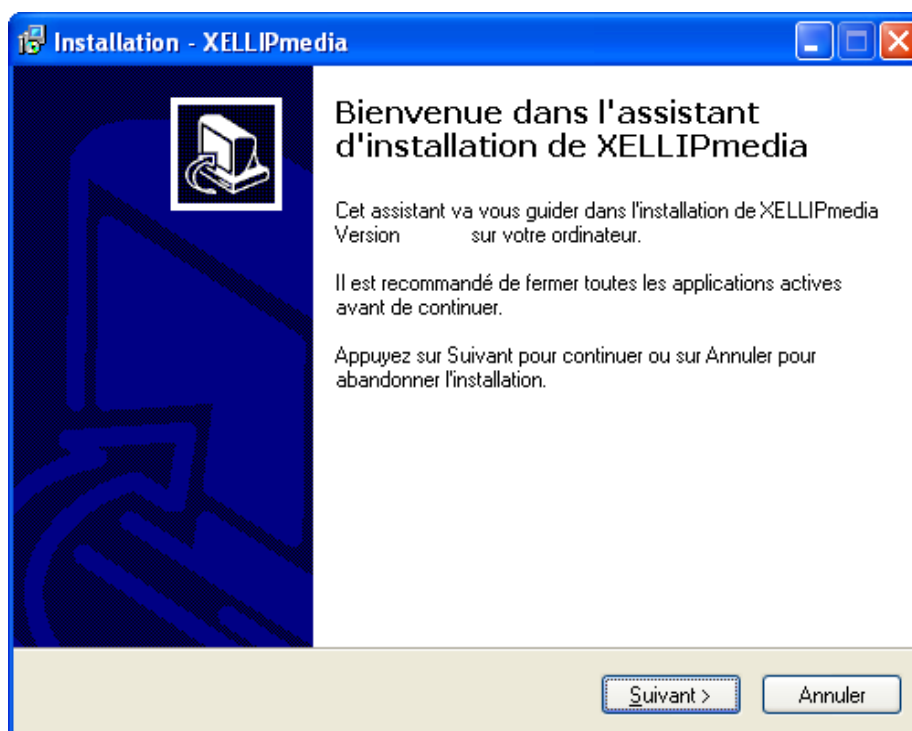 Installation - XELLIPmedia
Bienvenue dans l'assistant
d'installation de XELLIPmedia
Cet assistant va vous guider dans l'installation de XELLIPmedia
Version sur votre ordinateur.
Il est recommandé de fermer toutes les applications actives
avant de continuer.
Appuyez sur Suivant pour continuer ou sur Annuler pour
abandonner l'installation.
Suivant >
Annuler